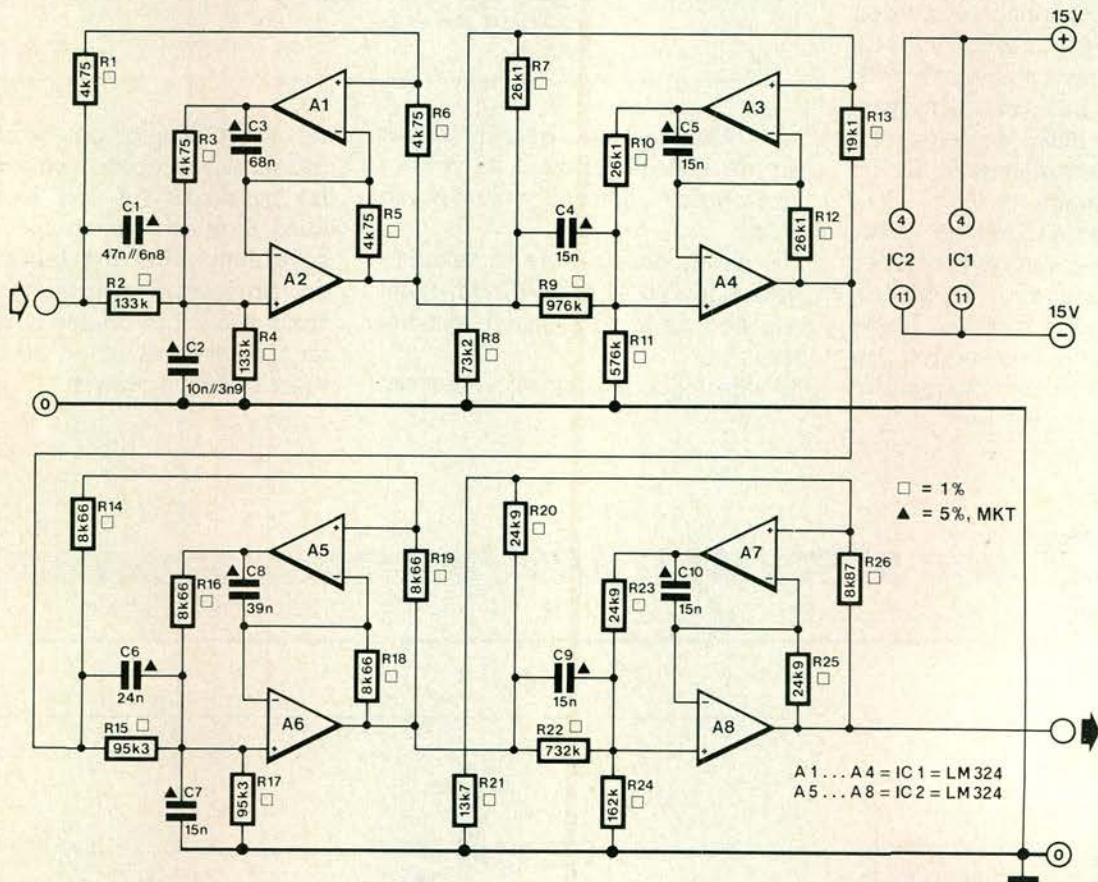 R1
4k75
R3
4k75
C3
68n
A1
R6
4k75
C1
47n//6n8
R2
133k
C2
10n//3n9
R4
133k
A2
R5
4k75
0
R7
26k1
R10
26k1
C5
15n
A3
R13
19k1
C4
15n
R9
976k
R8
73k2
R11
576k
A4
R12
26k1
15V
+
4
4
IC2
IC1
11
11
15V
−
R14
8k66
R16
8k66
C8
39n
A5
R19
8k66
C6
24n
R15
95k3
C7
15n
R17
95k3
A6
R18
8k66
R20
24k9
R23
24k9
C10
15n
A7
R26
8k87
C9
15n
R22
732k
R21
13k7
R24
162k
A8
R25
24k9
□ = 1%
▲ = 5%, MKT
A1...A4 = IC1 = LM324
A5...A8 = IC2 = LM324
0